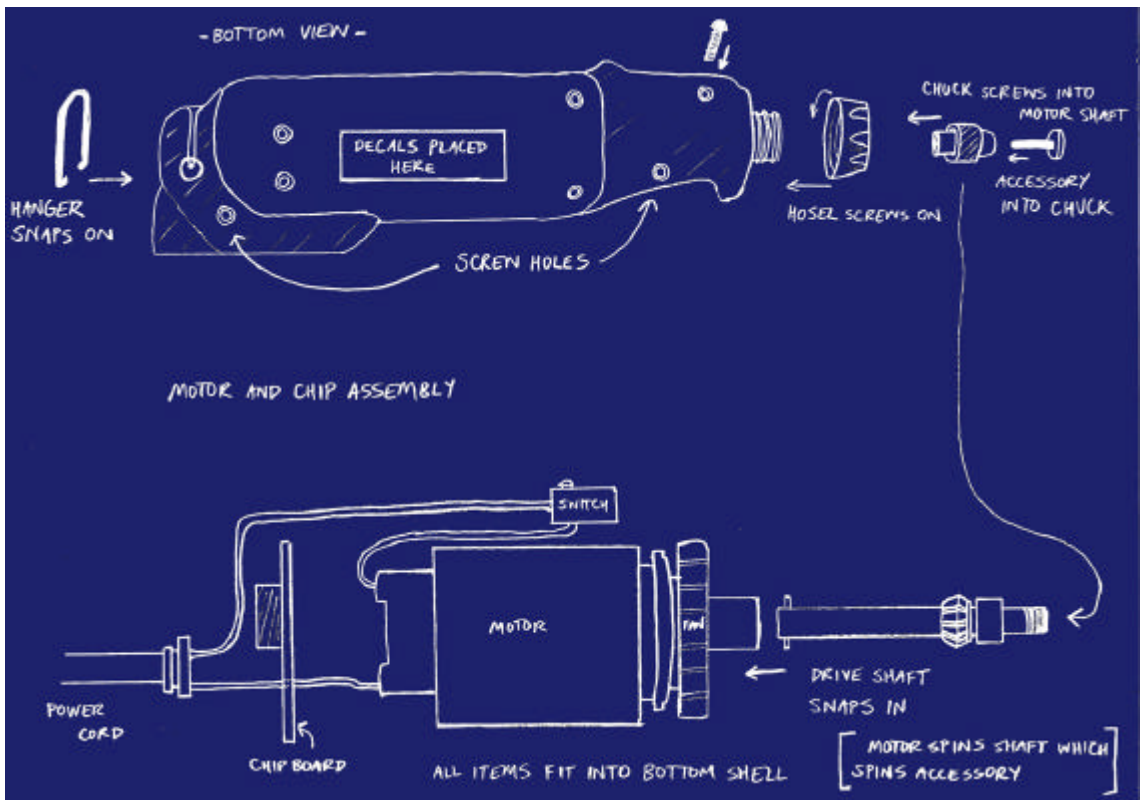 - BOTTOM VIEW -
CHUCK SCREWS INTO
MOTOR SHAFT
DECALS PLACED
HERE
HANGER
SNAPS ON
ACCESSORY
INTO CHUCK
HOSEL SCREWS ON
SCREW HOLES
MOTOR AND CHIP ASSEMBLY
SWITCH
MOTOR
FAN
DRIVE SHAFT
SNAPS IN
POWER
CORD
CHIP BOARD
ALL ITEMS FIT INTO BOTTOM SHELL
[MOTOR SPINS SHAFT WHICH
SPINS ACCESSORY]